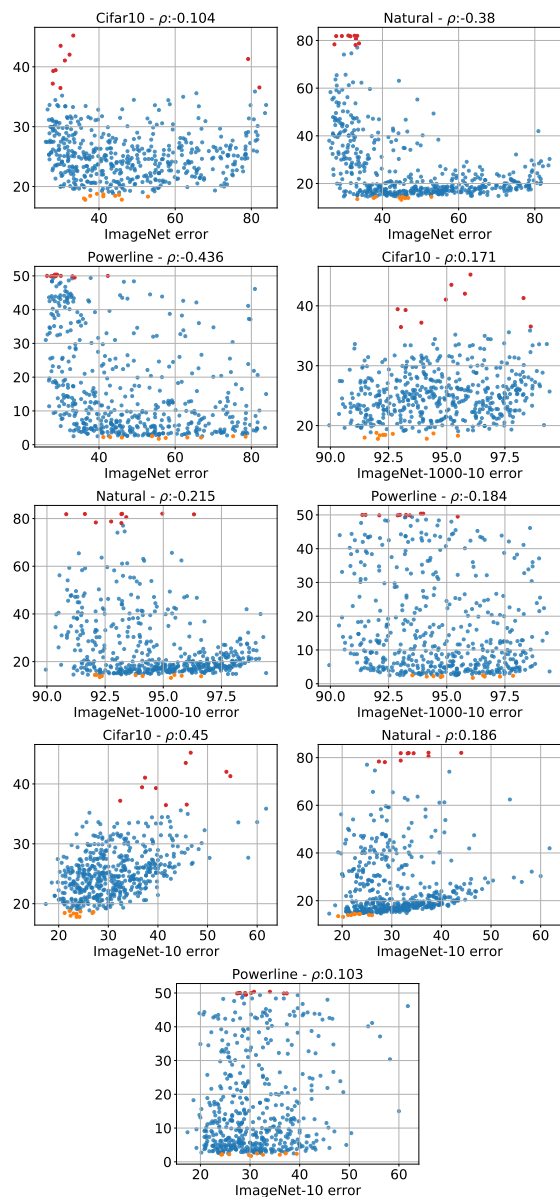 Cifar10 - ρ:-0.104
Natural - ρ:-0.38
40
30
20
80
60
40
20
40 60 80
40 60 80
ImageNet error
ImageNet error
Powerline - ρ:-0.436
Cifar10 - ρ:0.171
50
40
30
20
10
0
40
30
20
40 60 80
90.0 92.5 95.0 97.5
ImageNet error
ImageNet-1000-10 error
Natural - ρ:-0.215
Powerline - ρ:-0.184
80
60
40
20
50
40
30
20
10
0
90.0 92.5 95.0 97.5
90.0 92.5 95.0 97.5
ImageNet-1000-10 error
ImageNet-1000-10 error
Cifar10 - ρ:0.45
Natural - ρ:0.186
40
30
20
80
60
40
20
20 30 40 50 60
20 30 40 50 60
ImageNet-10 error
ImageNet-10 error
Powerline - ρ:0.103
50
40
30
20
10
0
20 30 40 50 60
ImageNet-10 error